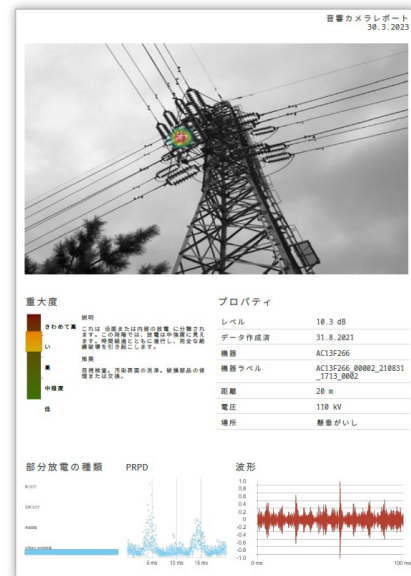 音響カメラレポート
30.3.2023
重大度
きわめて高
い
高
中程度
低
説明
これは 沿面または内部の放電 に分類され
ます。この段階では、放電は中強度に見え
ます。時間経過とともに進行し、完全な絶
縁破壊を引き起こします。
推奨
目視検査。汚染表面の洗浄。破損部品の修
理または交換。
プロパティ
レベル 10.3 dB
データ作成済 31.8.2021
機器 AC13F266
機器ラベル AC13F266_00002_210831
_1713_0002
距離 20 m
電圧 110 kV
場所 懸垂がいし
部分放電の種類
PRPD
5 ms 10 ms 15 ms
波形
1.0
0.8
0.6
0.4
0.2
0
-0.2
-0.4
-0.6
-0.8
-1.0
0 ms 100 ms